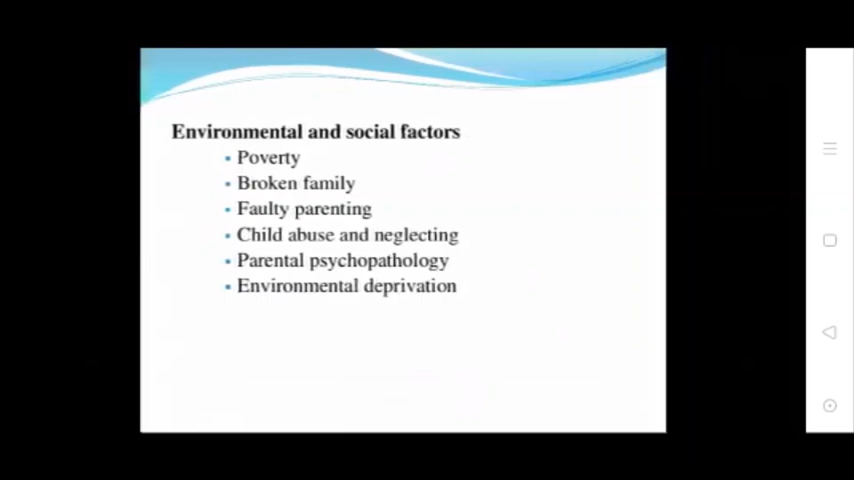 Environmental and social factors
▪ Poverty
▪ Broken family
▪ Faulty parenting
▪ Child abuse and neglecting
▪ Parental psychopathology
▪ Environmental deprivation